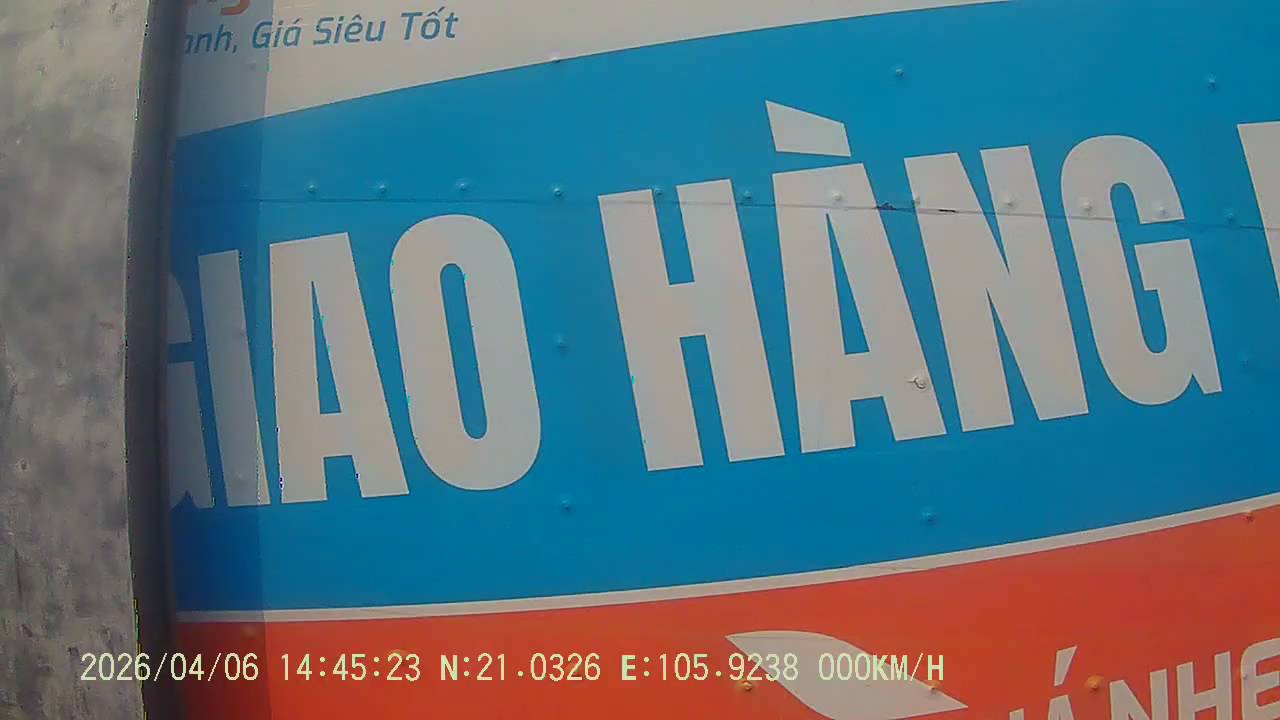 anh, Giá Siêu Tốt
GIAO HÀNG
2026/04/06 14:45:23 N:21.0326 E:105.9238 000KM/H